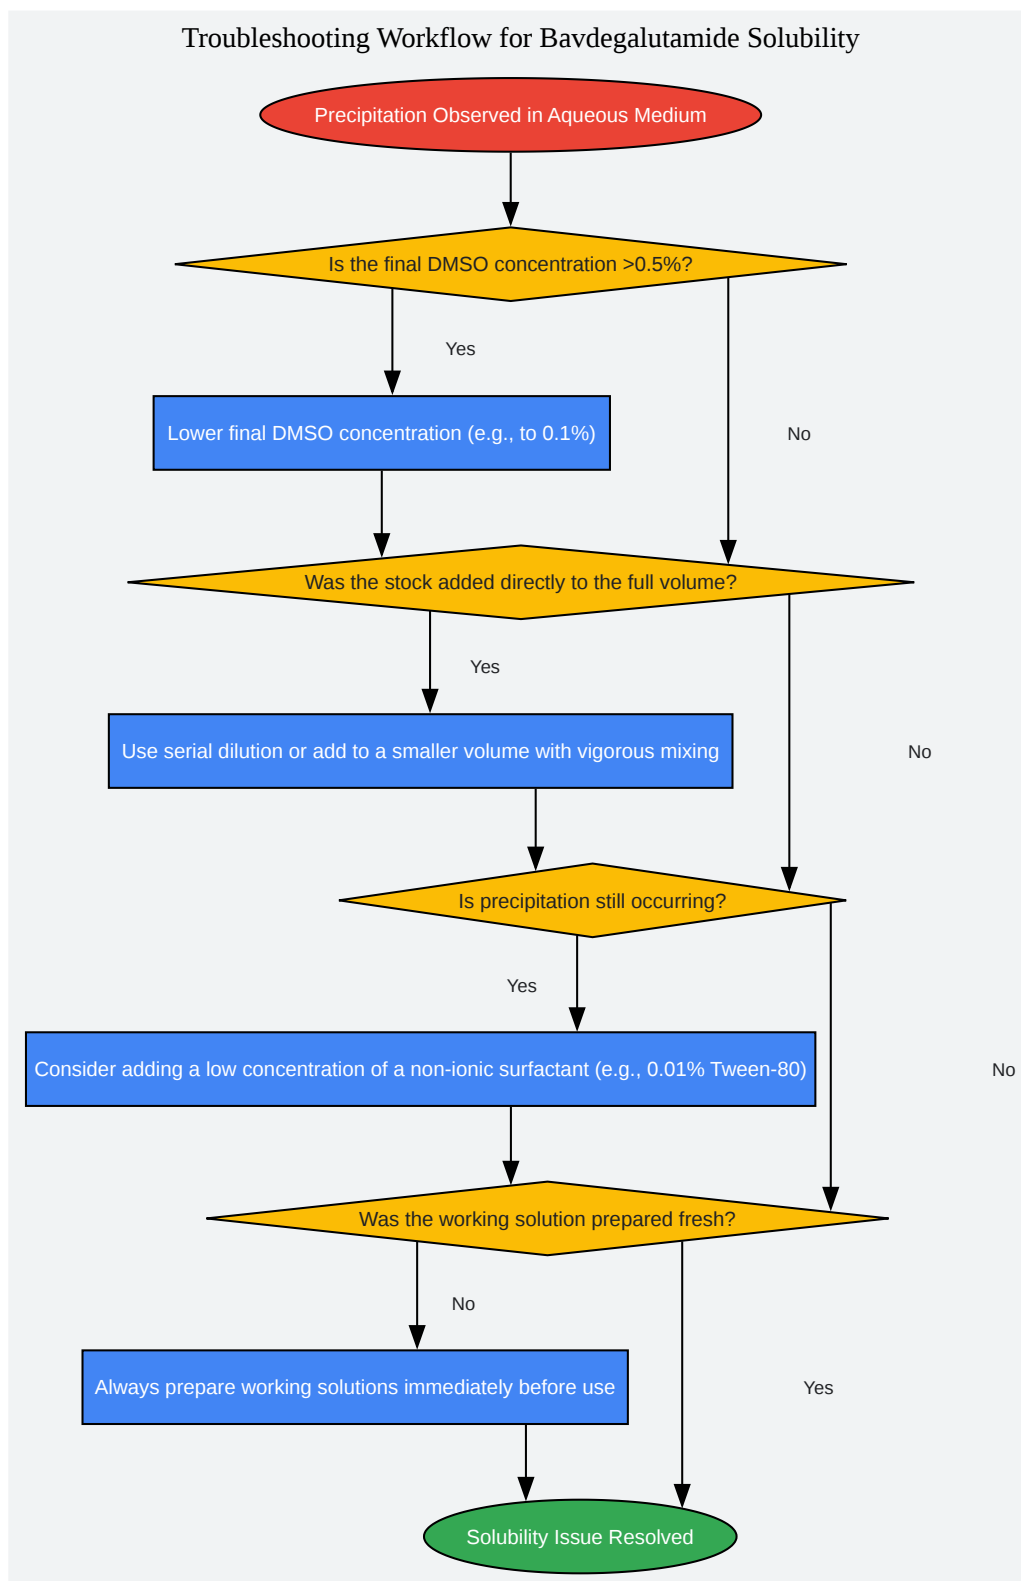 Troubleshooting Workflow for Bavdegalutamide Solubility
Precipitation Observed in Aqueous Medium
Is the final DMSO concentration >0.5%?
Yes
Lower final DMSO concentration (e.g., to 0.1%)
No
Was the stock added directly to the full volume?
Yes
Use serial dilution or add to a smaller volume with vigorous mixing
No
Is precipitation still occurring?
Yes
Consider adding a low concentration of a non-ionic surfactant (e.g., 0.01% Tween-80)
No
Was the working solution prepared fresh?
No
Always prepare working solutions immediately before use
Yes
Solubility Issue Resolved